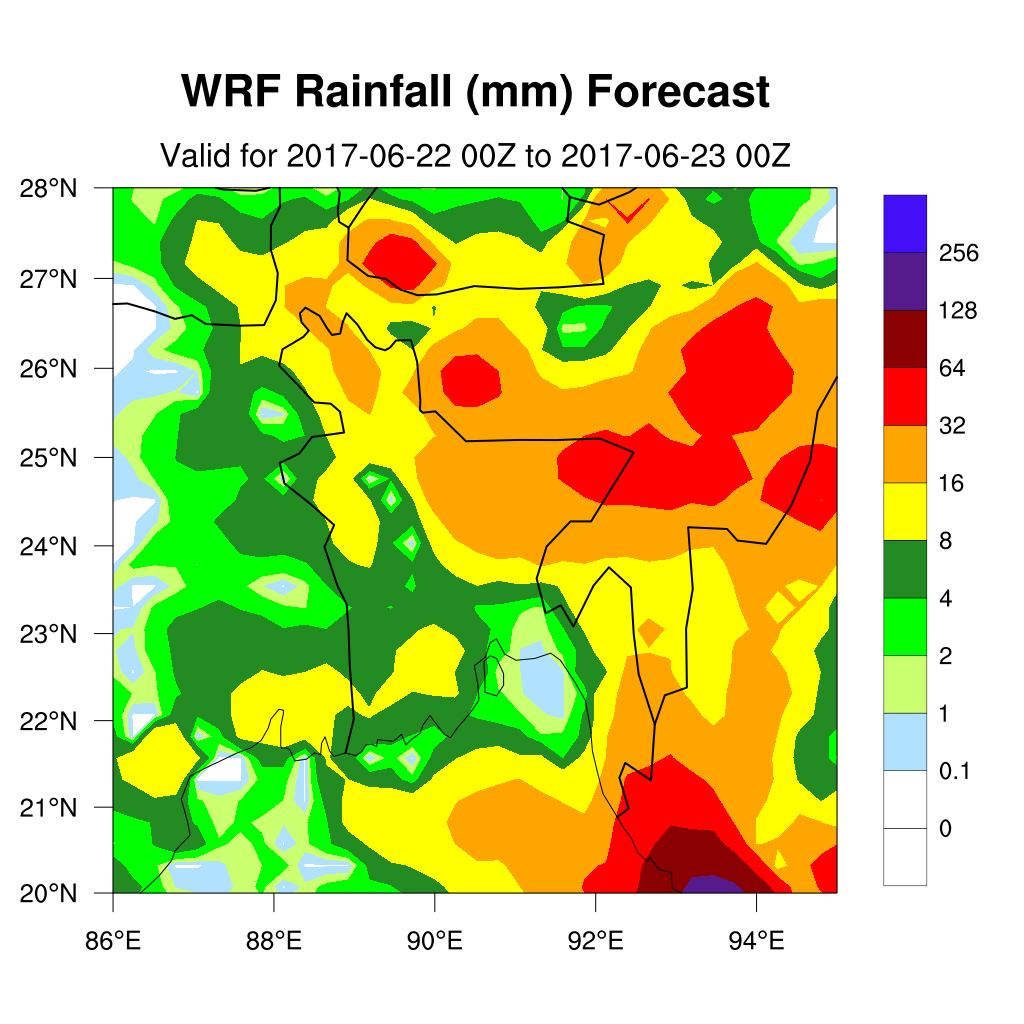 WRF Rainfall (mm) Forecast
Valid for 2017-06-22 00Z to 2017-06-23 00Z
28°N
27°N
26°N
25°N
24°N
23°N
22°N
21°N
20°N
86°E 88°E 90°E 92°E 94°E
256
128
64
32
16
8
4
2
1
0.1
0